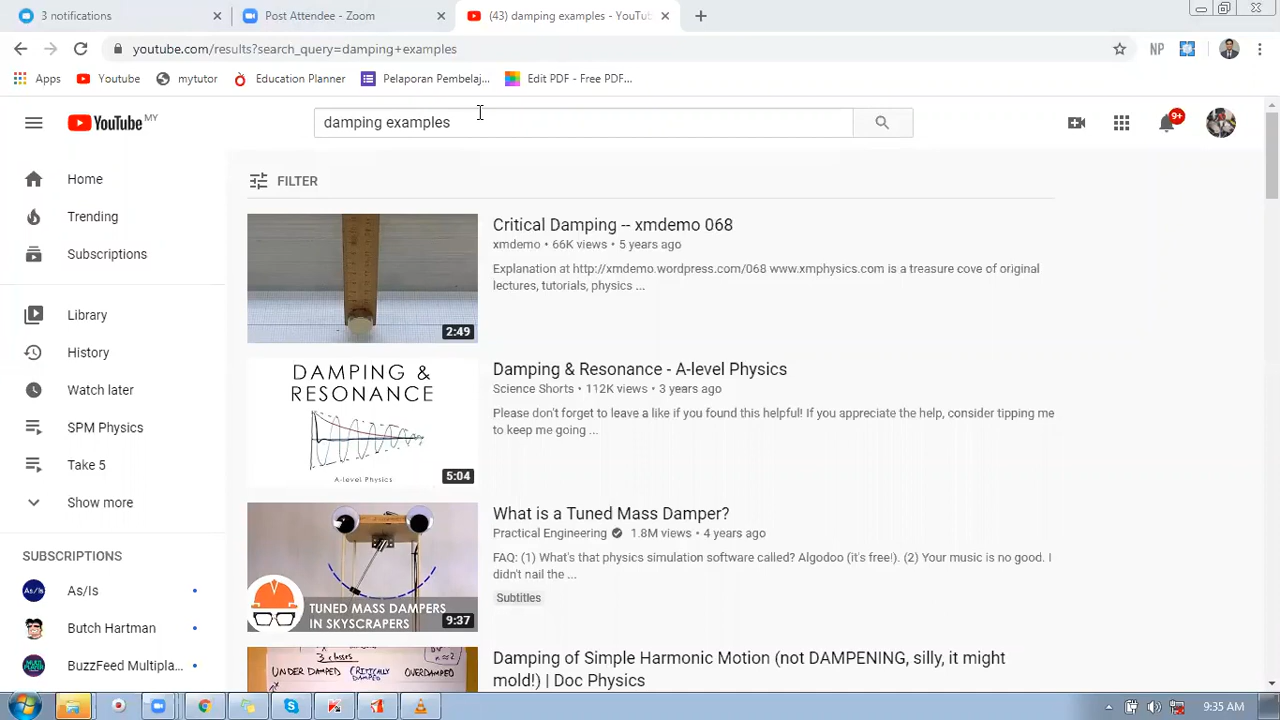 3 notifications
Post Attendee - Zoom
(43) damping examples - YouTu
youtube.com/results?search_query=damping+examples
NP
Apps
Youtube
mytutor
Education Planner
Pelaporan Pembelaj...
Edit PDF - Free PDF...
YouTube MY
damping examples
9+
Home
Trending
Subscriptions
Library
History
Watch later
SPM Physics
Take 5
Show more
SUBSCRIPTIONS
As/Is
As/Is
Butch Hartman
BuzzFeed Multipla...
FILTER
2:49
Critical Damping -- xmdemo 068
xmdemo • 66K views • 5 years ago
Explanation at http://xmdemo.wordpress.com/068 www.xmphysics.com is a treasure cove of original
lectures, tutorials, physics ...
DAMPING &
RESONANCE
A-level Physics
5:04
Damping & Resonance - A-level Physics
Science Shorts • 112K views • 3 years ago
Please don't forget to leave a like if you found this helpful! If you appreciate the help, consider tipping me
to keep me going ...
TUNED MASS DAMPERS
IN SKYSCRAPERS
9:37
What is a Tuned Mass Damper?
Practical Engineering 1.8M views • 4 years ago
FAQ: (1) What's that physics simulation software called? Algodoo (it's free!). (2) Your music is no good. I
didn't nail the ...
Subtitles
UNDER DAMPED
CRITICALLY
DAMPED
OVERDAMPED
Damping of Simple Harmonic Motion (not DAMPENING, silly, it might
mold!) | Doc Physics
9:35 AM